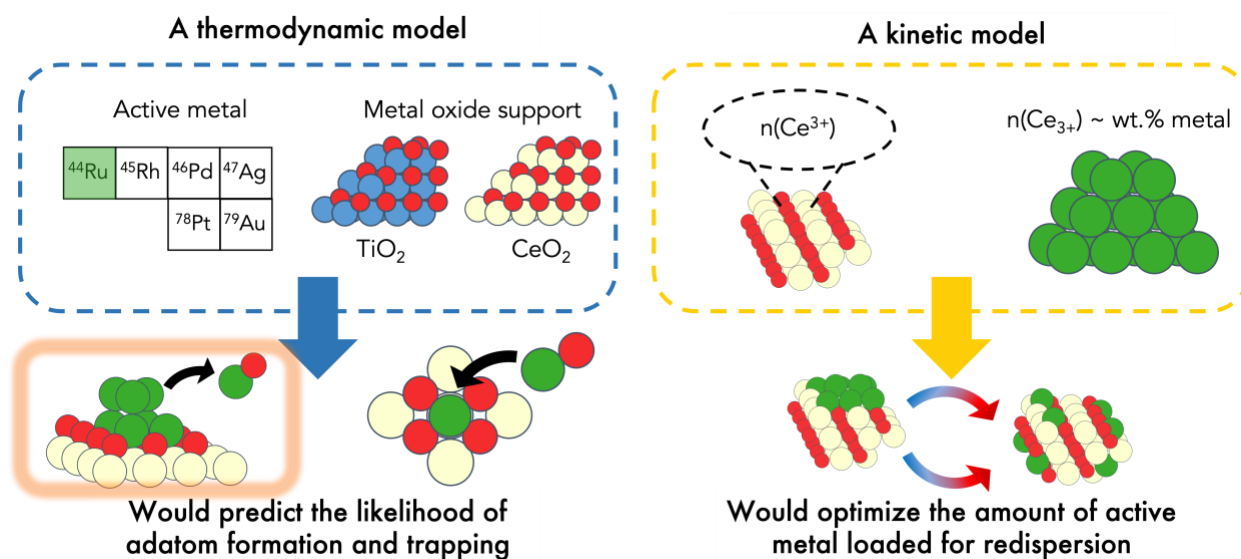 A thermodynamic model
Active metal
Metal oxide support
⁴⁴Ru ⁴⁵Rh ⁴⁶Pd ⁴⁷Ag
⁷⁸Pt ⁷⁹Au
TiO₂
CeO₂
Would predict the likelihood of
adatom formation and trapping
A kinetic model
n(Ce³⁺)
n(Ce₃₊) ~ wt.% metal
Would optimize the amount of active
metal loaded for redispersion